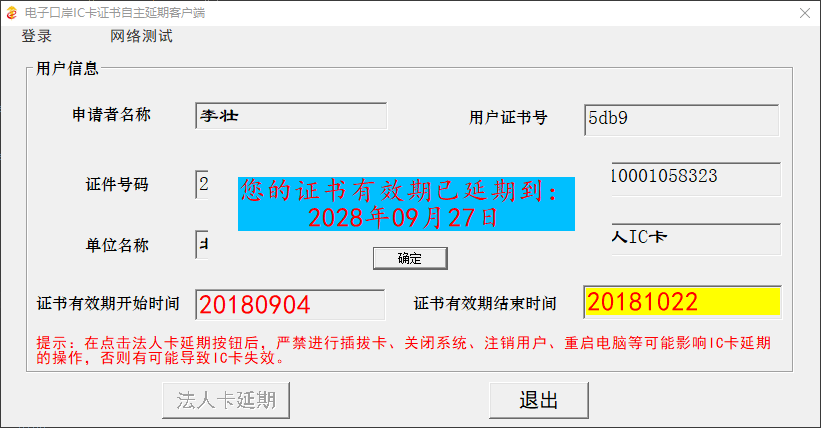 电子口岸IC卡证书自主延期客户端
登录 网络测试
用户信息
申请者名称 李壮 用户证书号 5db9
证件号码 2 10001058323
您的证书有效期已延期到：
2028年09月27日
单位名称 人IC卡
确定
证书有效期开始时间 20180904 证书有效期结束时间 20181022
提示：在点击法人卡延期按钮后，严禁进行插拔卡、关闭系统、注销用户、重启电脑等可能影响IC卡延期
的操作，否则有可能导致IC卡失效。
法人卡延期 退出